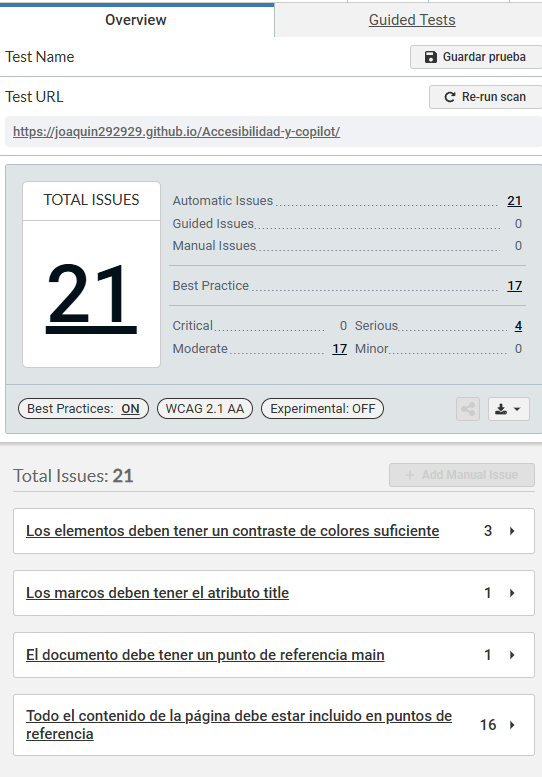 Overview
Guided Tests
Test Name
Guardar prueba
Test URL
Re-run scan
https://joaquin292929.github.io/Accesibilidad-y-copilot/
TOTAL ISSUES
21
Automatic Issues 21
Guided Issues 0
Manual Issues 0
Best Practice 17
Critical 0 Serious 4
Moderate 17 Minor 0
Best Practices: ON
WCAG 2.1 AA
Experimental: OFF
Total Issues: 21
+ Add Manual Issue
Los elementos deben tener un contraste de colores suficiente 3
Los marcos deben tener el atributo title 1
El documento debe tener un punto de referencia main 1
Todo el contenido de la página debe estar incluido en puntos de
referencia 16